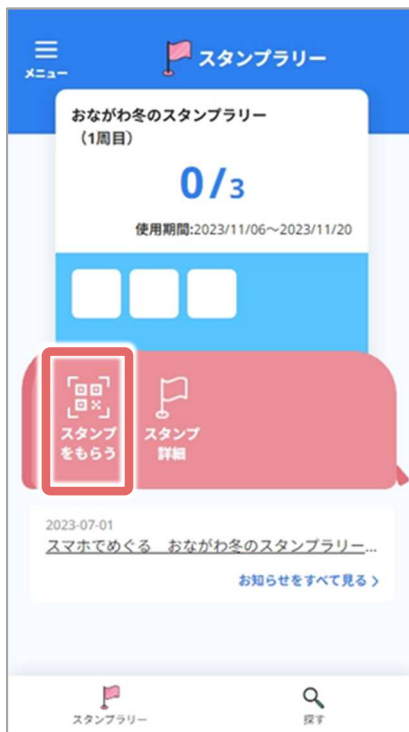 スタンプラリー
メニュー
おながわ冬のスタンプラリー
（1周目）
0/3
使用期間:2023/11/06～2023/11/20
スタンプ
をもらう
スタンプ
詳細
2023-07-01
スマホでめぐる　おながわ冬のスタンプラリー...
お知らせをすべて見る
スタンプラリー
探す